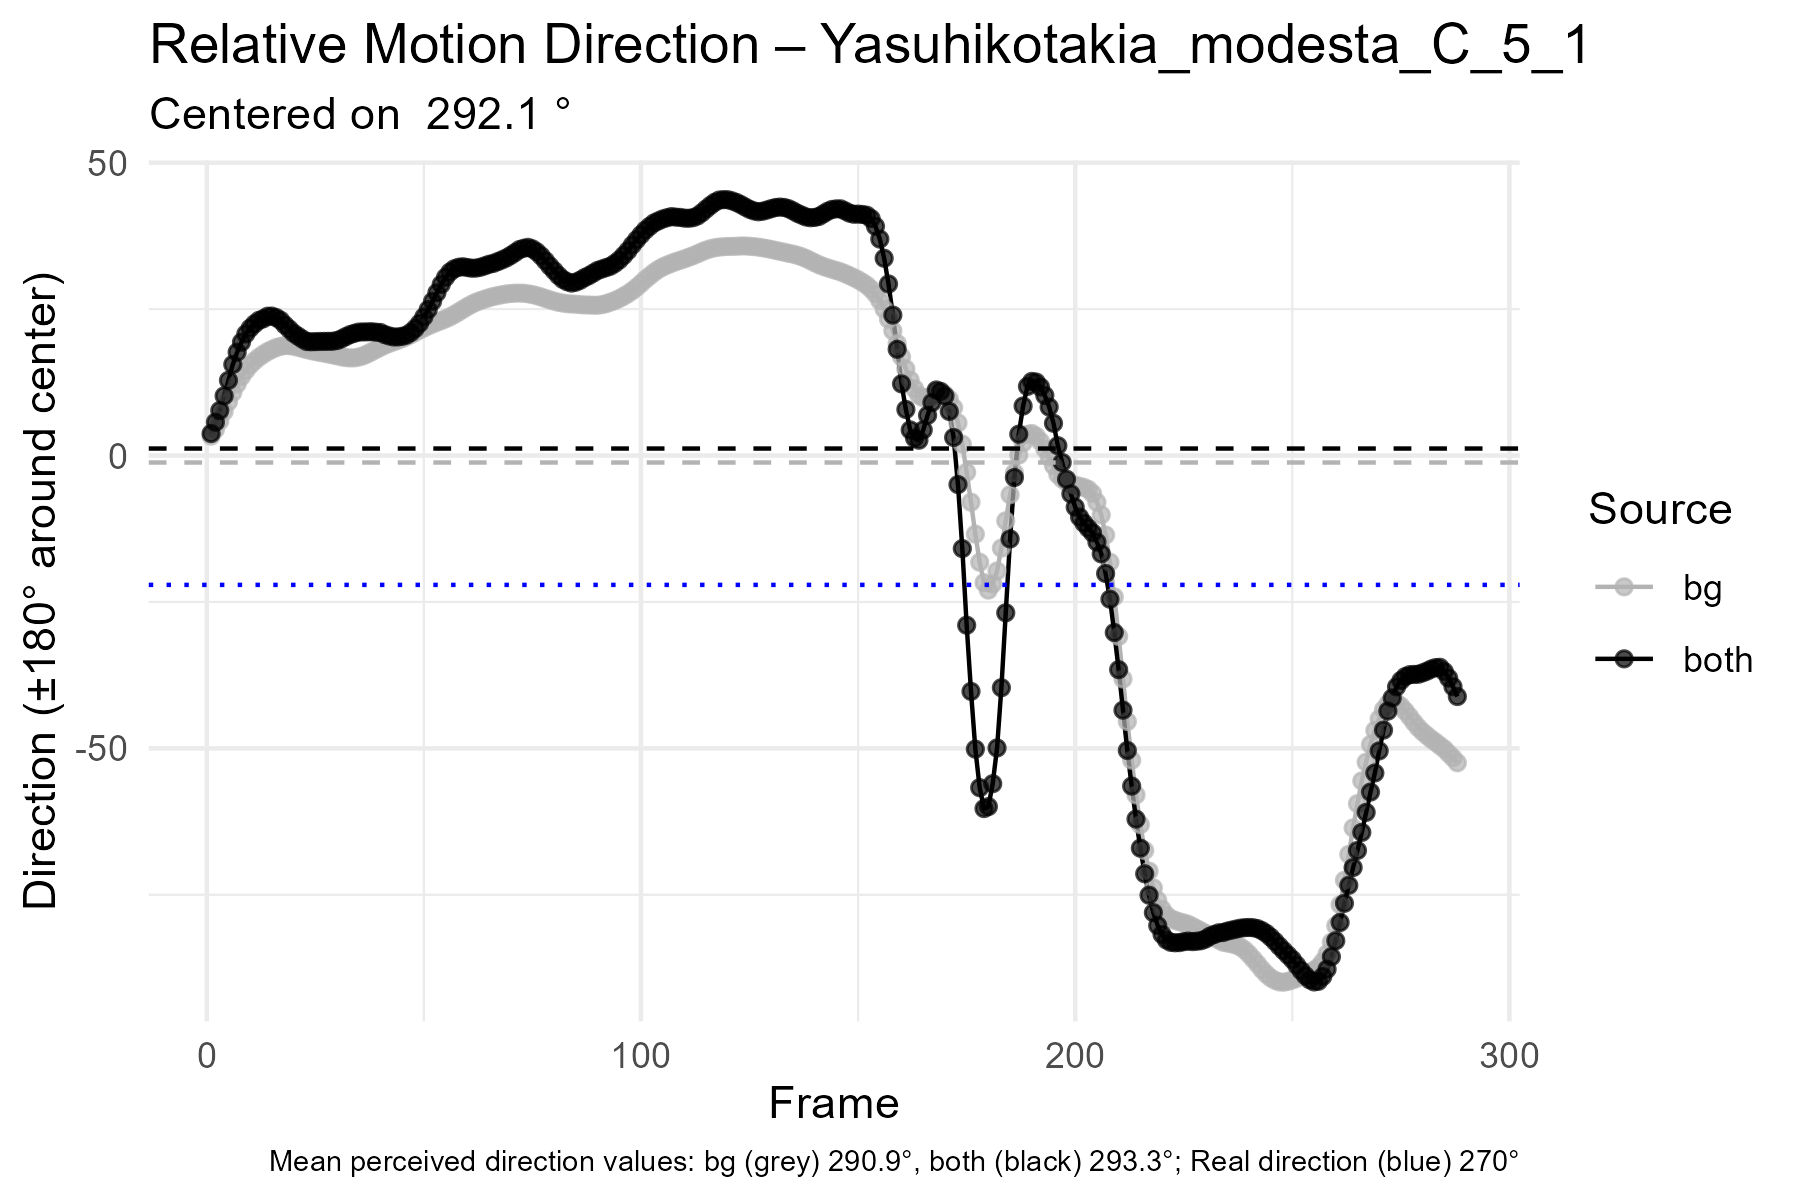 Relative Motion Direction – Yasuhikotakia_modesta_C_5_1
Centered on  292.1 °
Direction (±180° around center)
50
0
-50
0
100
200
300
Frame
Source
bg
both
Mean perceived direction values: bg (grey) 290.9°, both (black) 293.3°; Real direction (blue) 270°